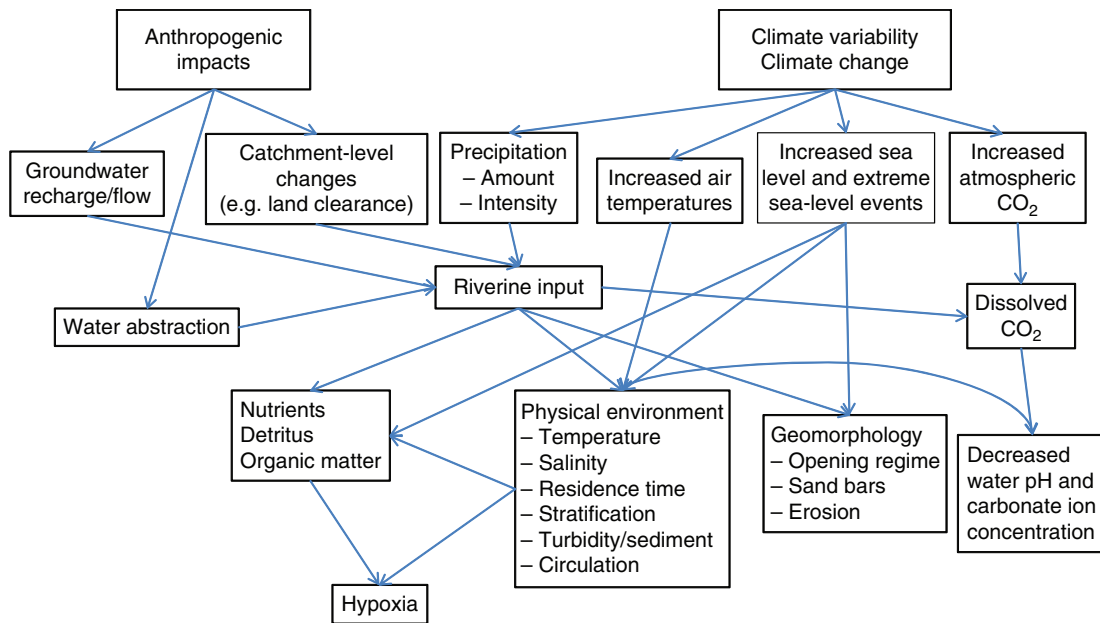 Anthropogenic
impacts
Climate variability
Climate change
Groundwater
recharge/flow
Catchment-level
changes
(e.g. land clearance)
Precipitation
– Amount
– Intensity
Increased air
temperatures
Increased sea
level and extreme
sea-level events
Increased
atmospheric
CO₂
Water abstraction
Riverine input
Dissolved
CO₂
Nutrients
Detritus
Organic matter
Physical environment
– Temperature
– Salinity
– Residence time
– Stratification
– Turbidity/sediment
– Circulation
Geomorphology
– Opening regime
– Sand bars
– Erosion
Decreased
water pH and
carbonate ion
concentration
Hypoxia